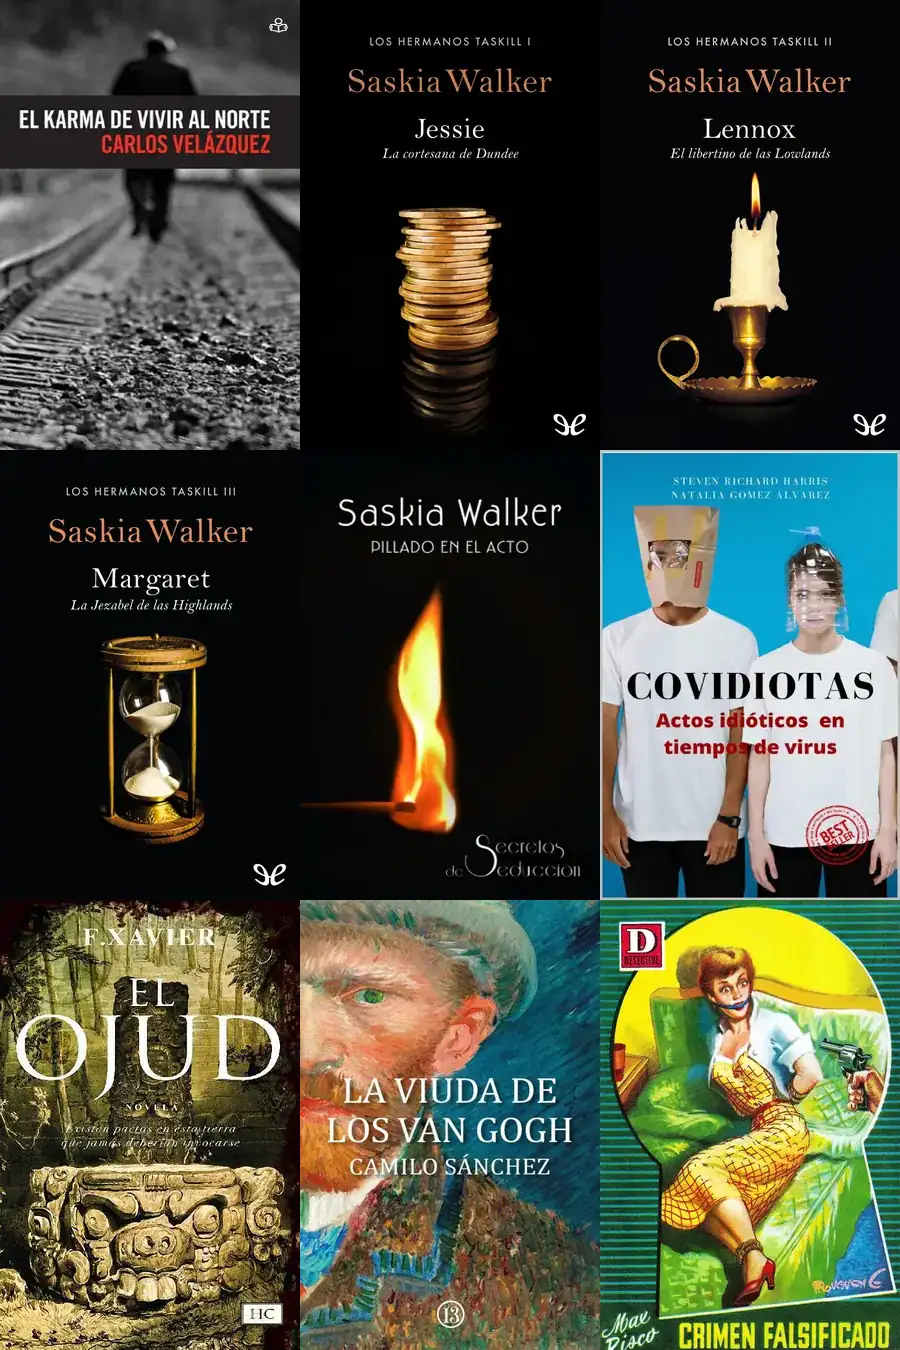 EL KARMA DE VIVIR AL NORTE
CARLOS VELÁZQUEZ
LOS HERMANOS TASKILL I
Saskia Walker
Jessie
La cortesana de Dundee
LOS HERMANOS TASKILL II
Saskia Walker
Lennox
El libertino de las Lowlands
LOS HERMANOS TASKILL III
Saskia Walker
Margaret
La Jezabel de las Highlands
Saskia Walker
PILLADO EN EL ACTO
Secretos
de Seducción
STEVEN RICHARD HARRIS
NATALIA GOMEZ ALVAREZ
COVIDIOTAS
Actos idióticos en
tiempos de virus
BEST
SELLER
F. XAVIER
EL
OJUD
NOVELA
Existen pactos en esta tierra
que jamás deberían invocarse
HC
LA VIUDA DE
LOS VAN GOGH
CAMILO SÁNCHEZ
13
D
DETECTIVE
PROVENSA
Max
Risco
CRIMEN FALSIFICADO